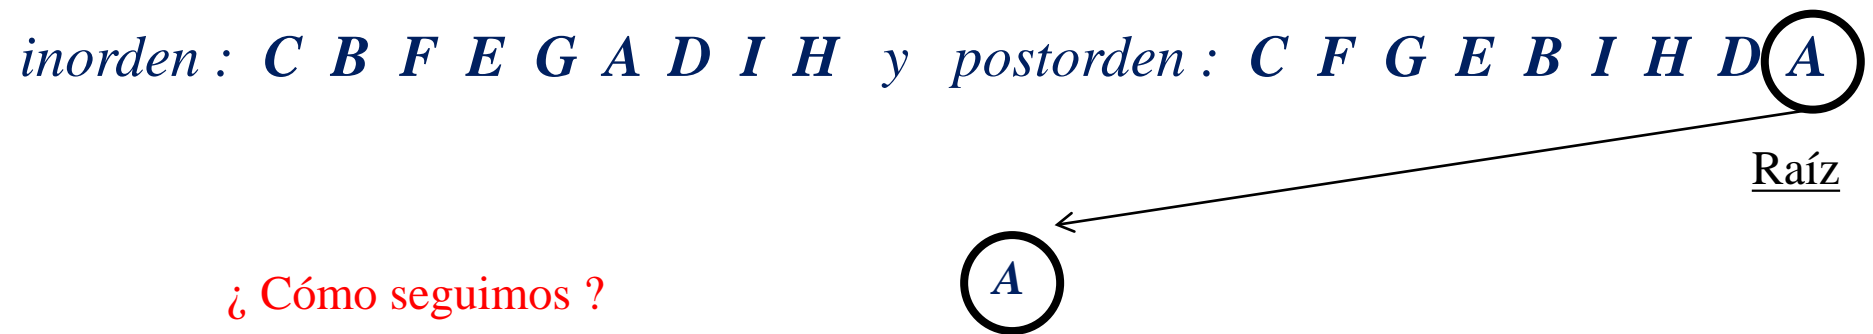 inorden : C B F E G A D I H y postorden : C F G E B I H D A
Raíz
A
¿ Cómo seguimos ?